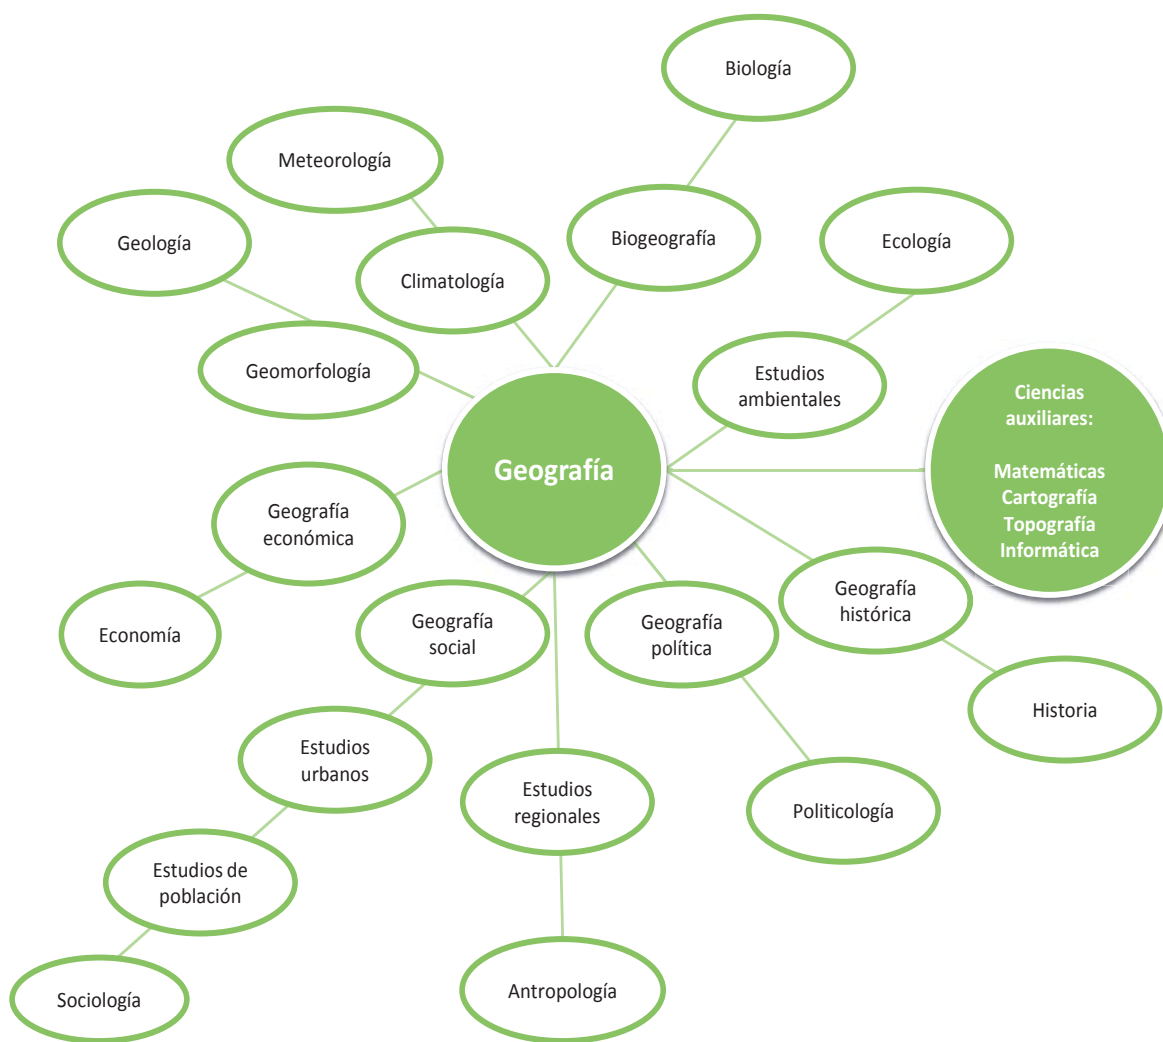 Biología
Meteorología
Geología
Biogeografía
Ecología
Climatología
Geomorfología
Estudios
ambientales
Ciencias
auxiliares:
Matemáticas
Cartografía
Topografía
Informática
Geografía
Geografía
económica
Geografía
histórica
Economía
Geografía
social
Geografía
política
Historia
Estudios
urbanos
Estudios
regionales
Politicología
Estudios de
población
Sociología
Antropología